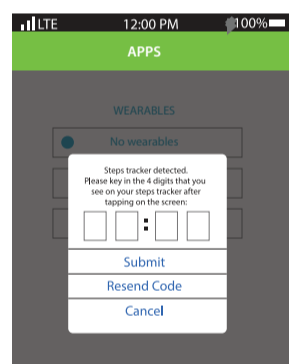 LTE 12:00 PM 100%
APPS
WEARABLES
No wearables
Steps tracker detected.
Please key in the 4 digits that you
see on your steps tracker after
tapping on the screen:
:
Submit
Resend Code
Cancel